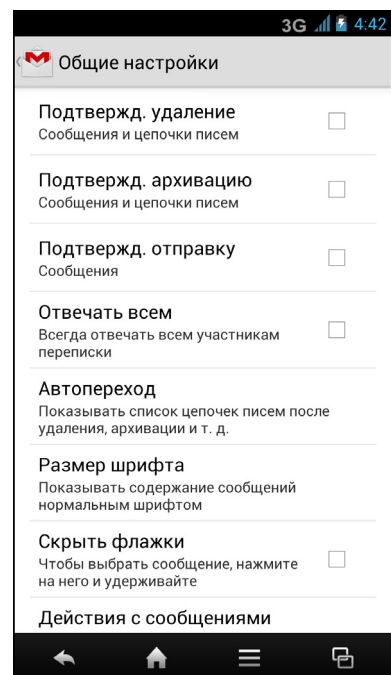 3G 4:42
Общие настройки
Подтвержд. удаление
Сообщения и цепочки писем
Подтвержд. архивацию
Сообщения и цепочки писем
Подтвержд. отправку
Сообщения
Отвечать всем
Всегда отвечать всем участникам
переписки
Автопереход
Показывать список цепочек писем после
удаления, архивации и т. д.
Размер шрифта
Показывать содержание сообщений
нормальным шрифтом
Скрыть флажки
Чтобы выбрать сообщение, нажмите
на него и удерживайте
Действия с сообщениями